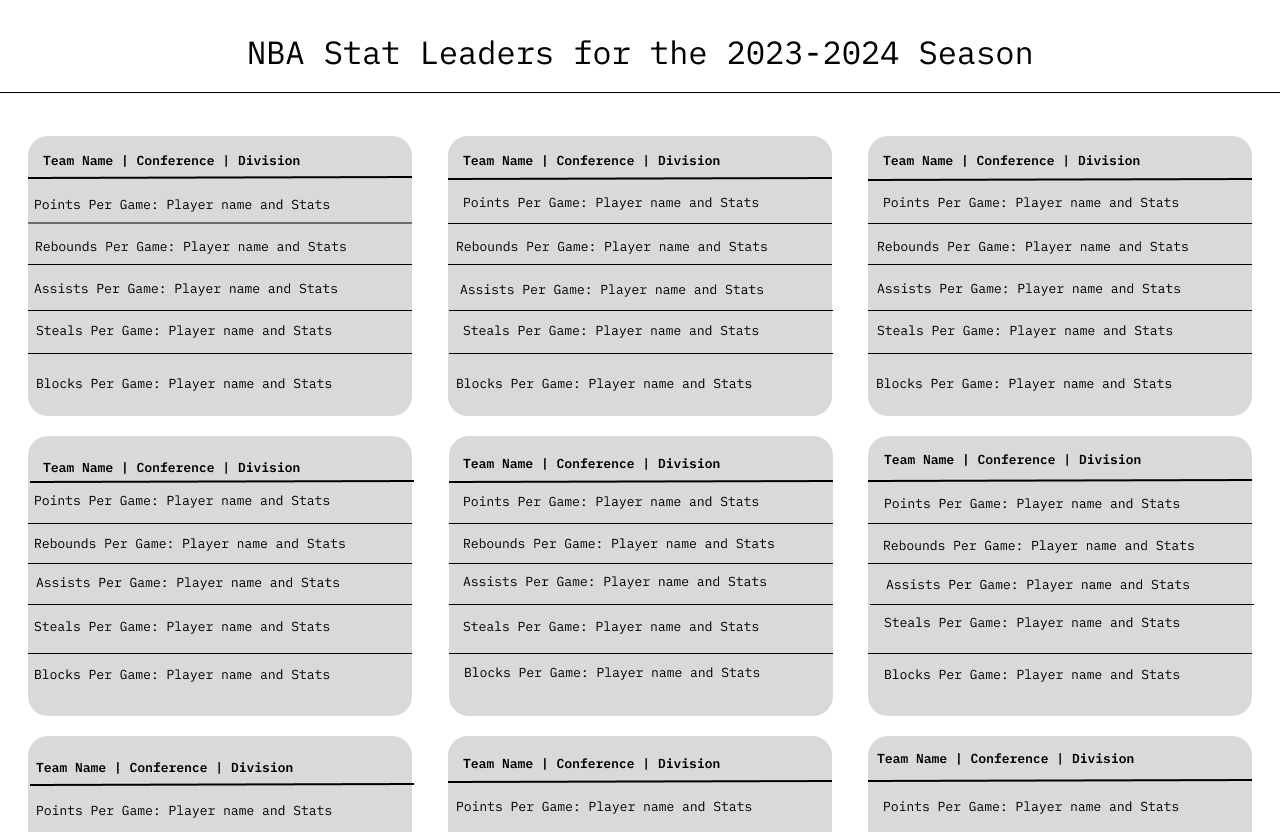 NBA Stat Leaders for the 2023-2024 Season
Team Name | Conference | Division
Points Per Game: Player name and Stats
Rebounds Per Game: Player name and Stats
Assists Per Game: Player name and Stats
Steals Per Game: Player name and Stats
Blocks Per Game: Player name and Stats
Team Name | Conference | Division
Points Per Game: Player name and Stats
Rebounds Per Game: Player name and Stats
Assists Per Game: Player name and Stats
Steals Per Game: Player name and Stats
Blocks Per Game: Player name and Stats
Team Name | Conference | Division
Points Per Game: Player name and Stats
Rebounds Per Game: Player name and Stats
Assists Per Game: Player name and Stats
Steals Per Game: Player name and Stats
Blocks Per Game: Player name and Stats
Team Name | Conference | Division
Points Per Game: Player name and Stats
Rebounds Per Game: Player name and Stats
Assists Per Game: Player name and Stats
Steals Per Game: Player name and Stats
Blocks Per Game: Player name and Stats
Team Name | Conference | Division
Points Per Game: Player name and Stats
Rebounds Per Game: Player name and Stats
Assists Per Game: Player name and Stats
Steals Per Game: Player name and Stats
Blocks Per Game: Player name and Stats
Team Name | Conference | Division
Points Per Game: Player name and Stats
Rebounds Per Game: Player name and Stats
Assists Per Game: Player name and Stats
Steals Per Game: Player name and Stats
Blocks Per Game: Player name and Stats
Team Name | Conference | Division
Points Per Game: Player name and Stats
Team Name | Conference | Division
Points Per Game: Player name and Stats
Team Name | Conference | Division
Points Per Game: Player name and Stats